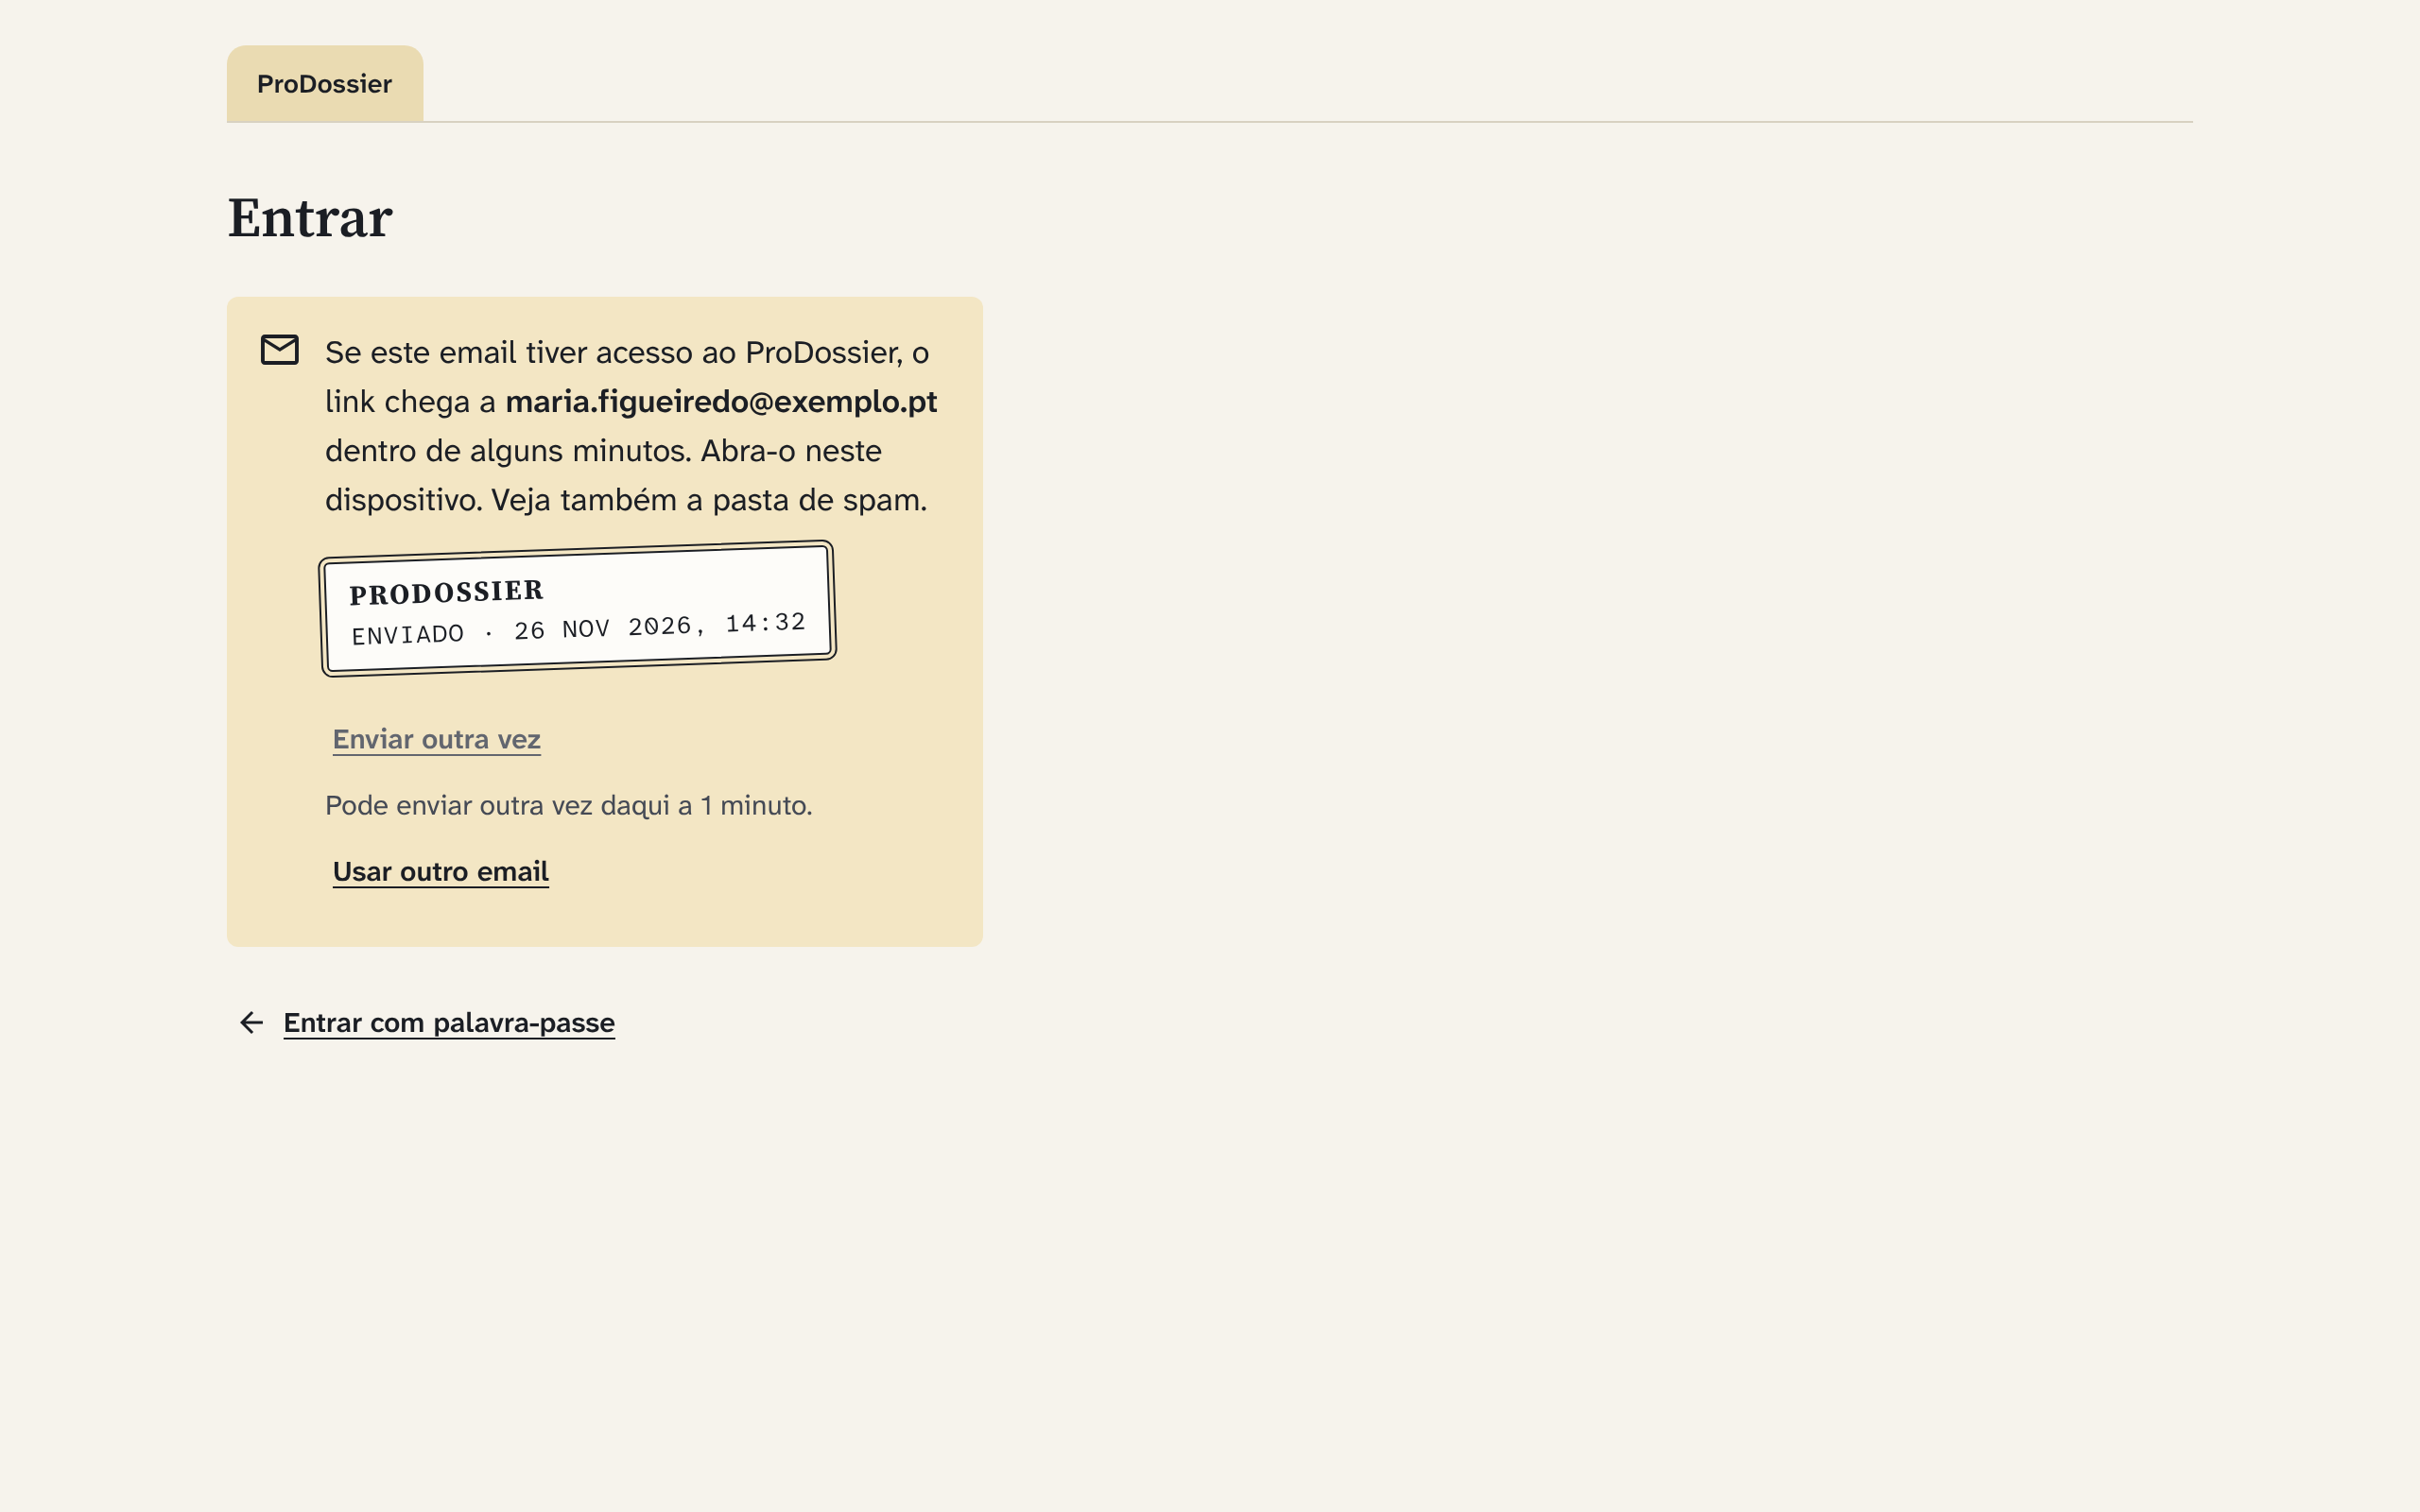 ProDossier
Entrar
Se este email tiver acesso ao ProDossier, o
link chega a maria.figueiredo@exemplo.pt
dentro de alguns minutos. Abra-o neste
dispositivo. Veja também a pasta de spam.
PRODOSSIER
ENVIADO · 26 NOV 2026, 14:32
Enviar outra vez
Pode enviar outra vez daqui a 1 minuto.
Usar outro email
Entrar com palavra-passe